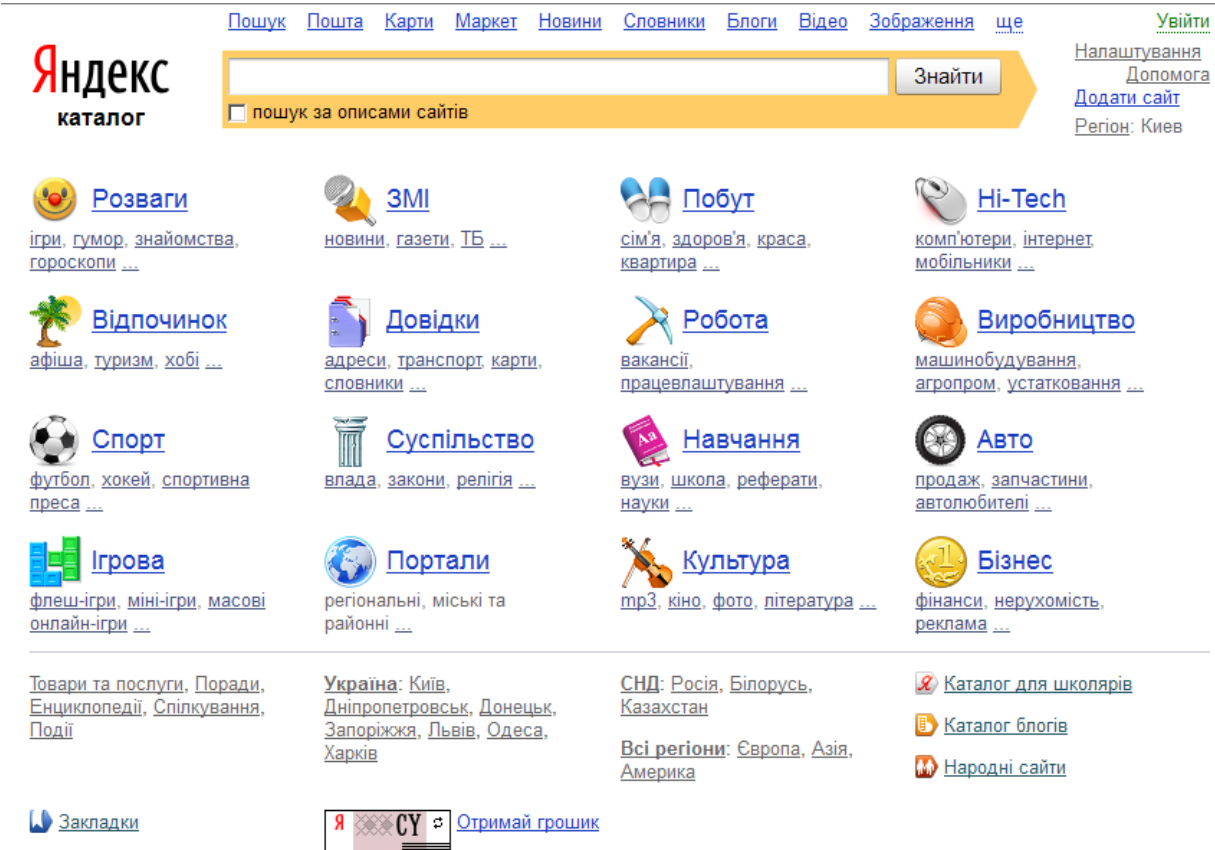 Пошук Пошта Карти Маркет Новини Словники Блоги Відео Зображення ще Увійти
Яндекс
каталог
Знайти
пошук за описами сайтів
Налаштування
Допомога
Додати сайт
Регіон: Киев
Розваги
ігри, гумор, знайомства,
гороскопи ...
ЗМІ
новини, газети, ТБ ...
Побут
сім'я, здоров'я, краса,
квартира ...
Hi-Tech
комп'ютери, інтернет,
мобільники ...
Відпочинок
афіша, туризм, хобі ...
Довідки
адреси, транспорт, карти,
словники ...
Робота
вакансії,
працевлаштування ...
Виробництво
машинобудування,
агропром, устатковання ...
Спорт
футбол, хокей, спортивна
преса ...
Суспільство
влада, закони, релігія ...
Aa
Навчання
вузи, школа, реферати,
науки ...
Авто
продаж, запчастини,
автолюбителі ...
Ігрова
флеш-ігри, міні-ігри, масові
онлайн-ігри ...
Портали
регіональні, міські та
районні ...
Культура
mp3, кіно, фото, література ...
1
Бізнес
фінанси, нерухомість,
реклама ...
Товари та послуги, Поради,
Енциклопедії, Спілкування,
Події
Україна: Київ,
Дніпропетровськ, Донецьк,
Запоріжжя, Львів, Одеса,
Харків
СНД: Росія, Білорусь,
Казахстан
Всі регіони: Європа, Азія,
Америка
Я Каталог для школярів
Каталог блогів
Народні сайти
Закладки
Я CY Отримай грошик